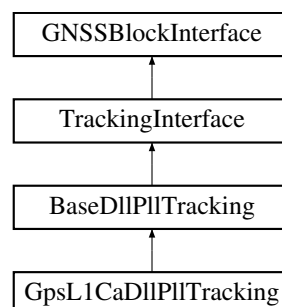 GNSSBlockInterface
TrackingInterface
BaseDllPllTracking
GpsL1CaDllPllTracking